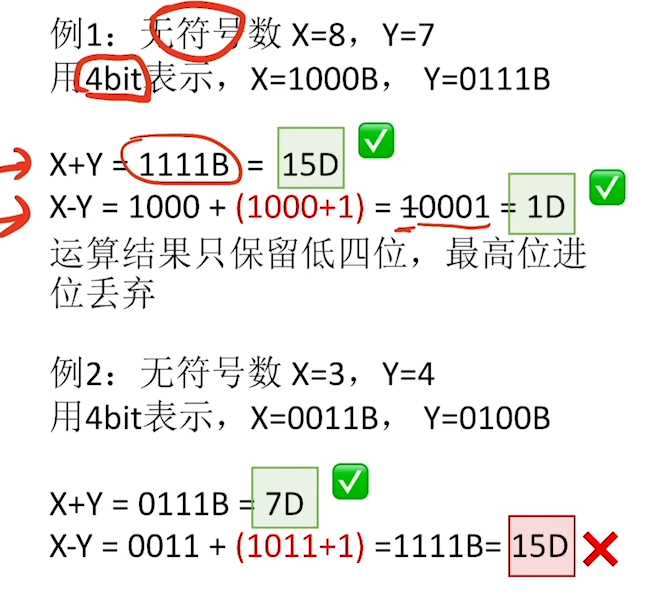 例1：无符号数 X=8，Y=7
用4bit表示，X=1000B， Y=0111B
X+Y = 1111B = 15D
X-Y = 1000 + (1000+1) = 10001 = 1D
运算结果只保留低四位，最高位进
位丢弃
例2：无符号数 X=3，Y=4
用4bit表示，X=0011B， Y=0100B
X+Y = 0111B = 7D
X-Y = 0011 + (1011+1) =1111B= 15D